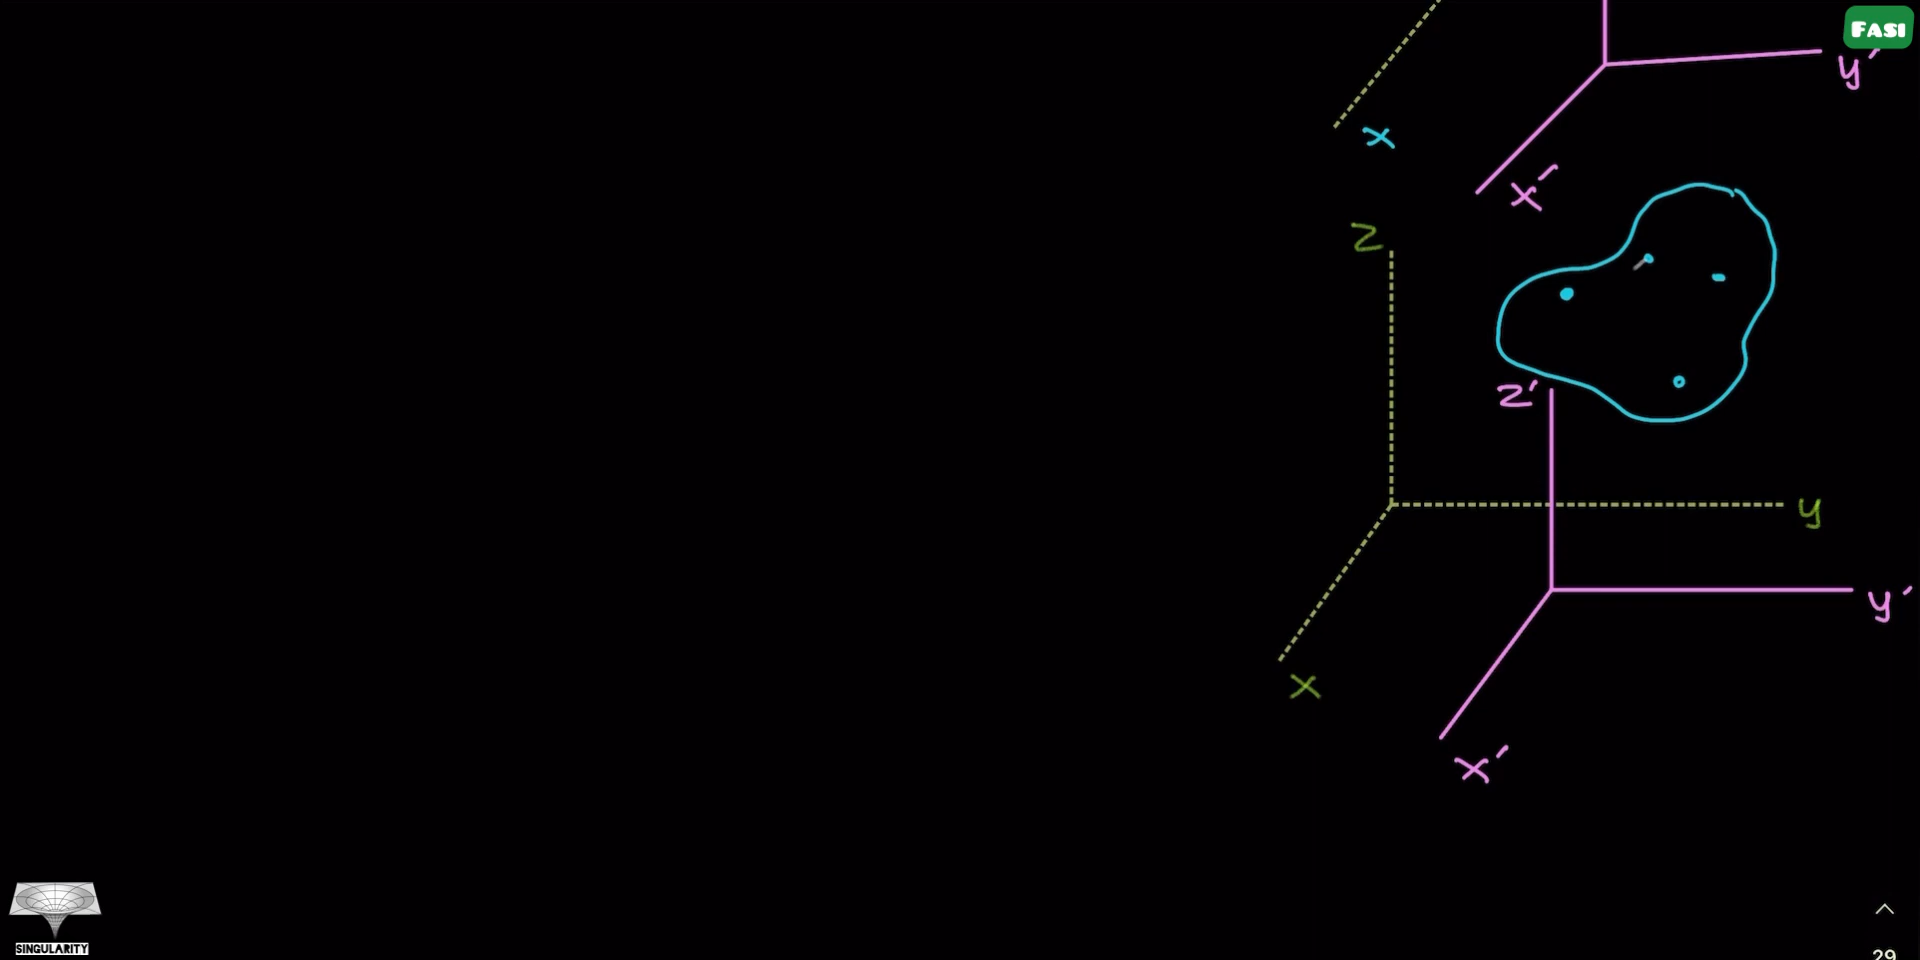 FASI
y′
x
x′
z
z′
y
y′
x
x′
SINGULARITY
29